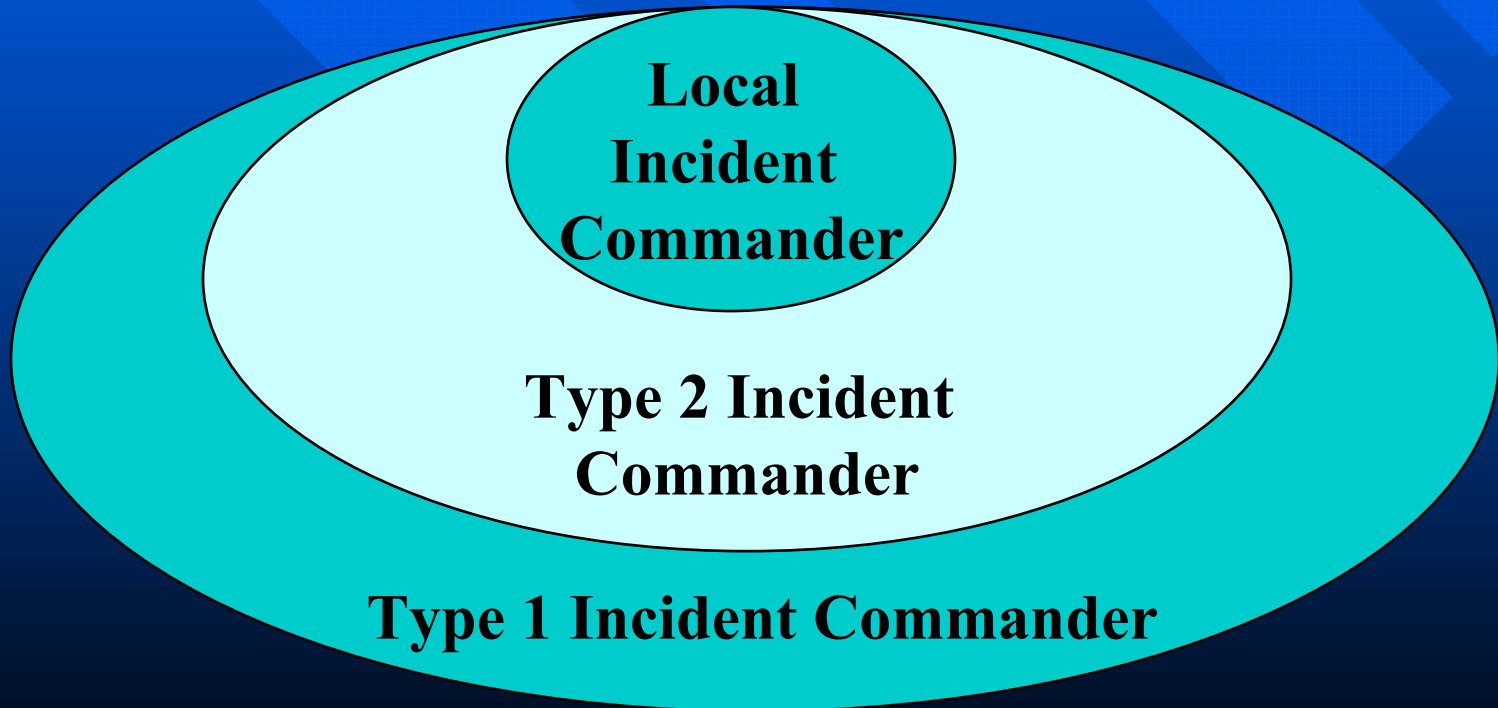 Local
Incident
Commander
Type 2 Incident
Commander
Type 1 Incident Commander